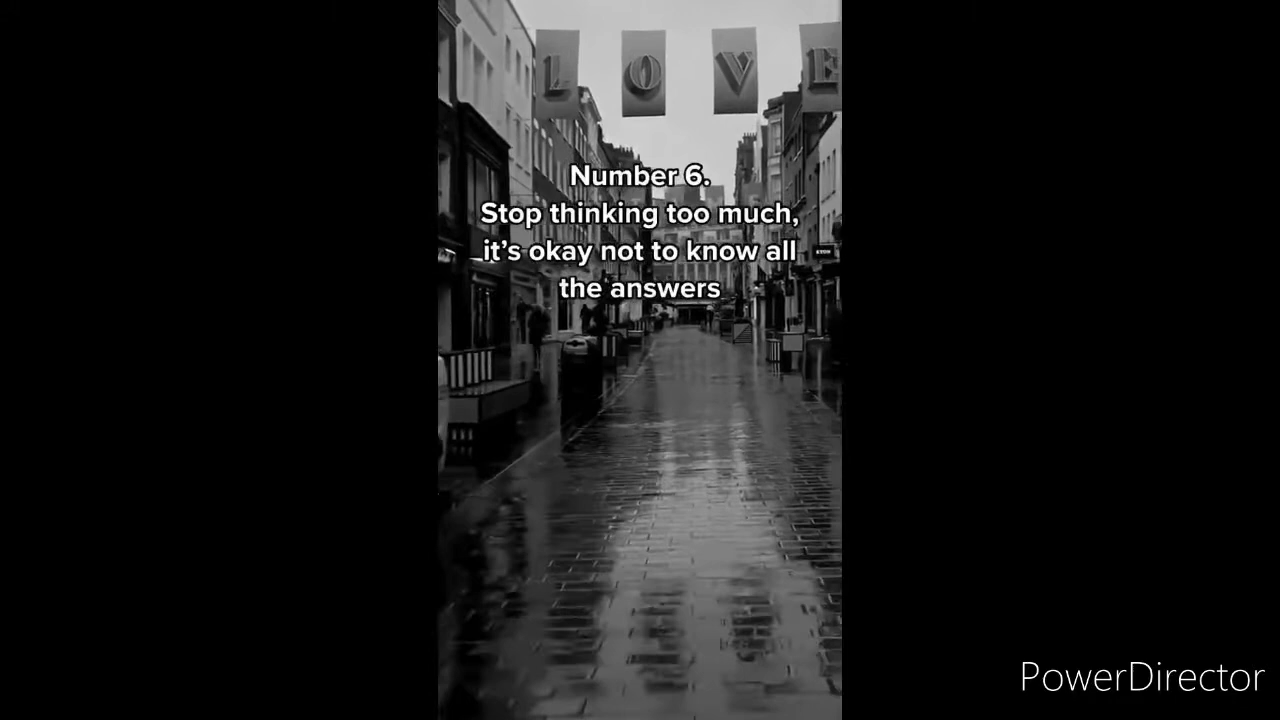 L O V E
Number 6.
Stop thinking too much,
it's okay not to know all
the answers
PowerDirector